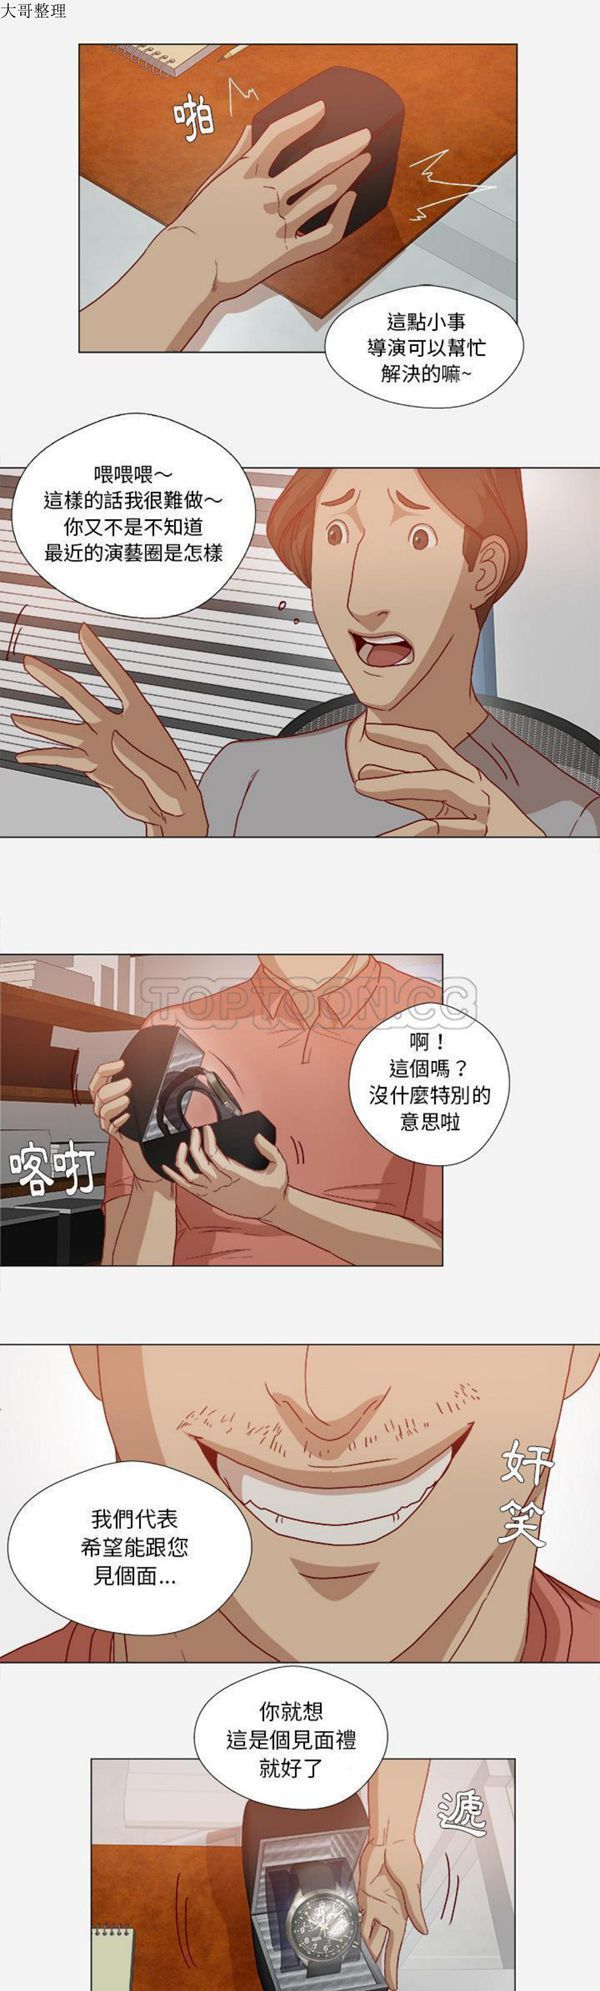 大哥整理
啪
這點小事
導演可以幫忙
解決的嘛~
喂喂喂～
這樣的話我很難做～
你又不是不知道
最近的演藝圈是怎樣
TOPTOON.CC
啊！
這個嗎？
沒什麼特別的
意思啦
喀啦
奸笑
我們代表
希望能跟您
見個面...
你就想
這是個見面禮
就好了
遞